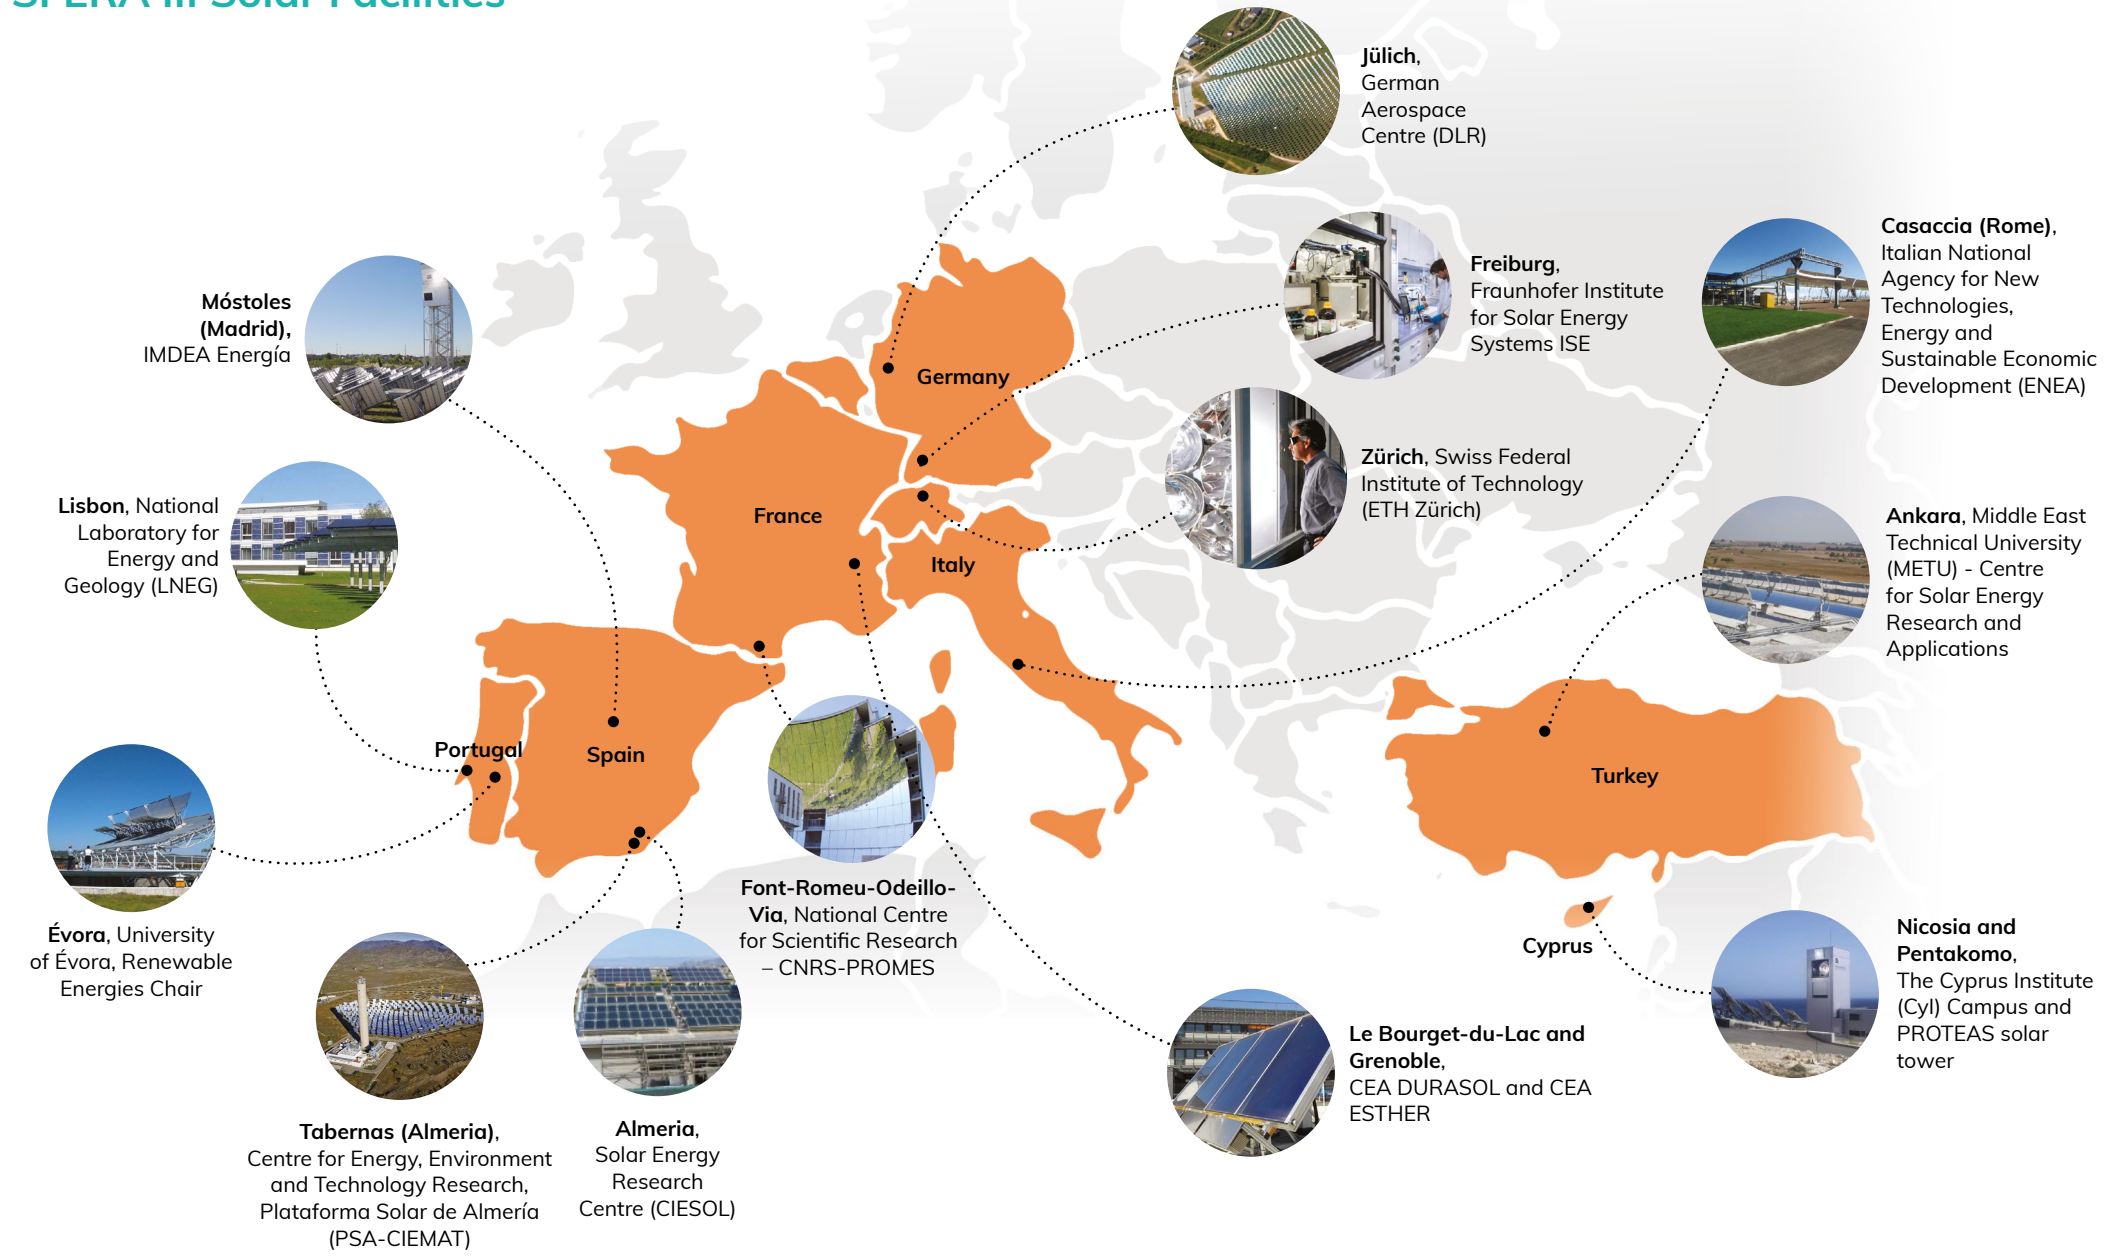 SFERA III Solar Facilities
Jülich,
German
Aerospace
Centre (DLR)
Casaccia (Rome),
Italian National
Agency for New
Technologies,
Energy and
Sustainable Economic
Development (ENEA)
Freiburg,
Fraunhofer Institute
for Solar Energy
Systems ISE
Móstoles
(Madrid),
IMDEA Energía
Germany
Zürich, Swiss Federal
Institute of Technology
(ETH Zürich)
Lisbon, National
Laboratory for
Energy and
Geology (LNEG)
France
Italy
Ankara, Middle East
Technical University
(METU) - Centre
for Solar Energy
Research and
Applications
Portugal
Spain
Turkey
Font-Romeu-Odeillo-
Via, National Centre
for Scientific Research
– CNRS-PROMES
Évora, University
of Évora, Renewable
Energies Chair
Cyprus
Nicosia and
Pentakomo,
The Cyprus Institute
(CyI) Campus and
PROTEAS solar
tower
Le Bourget-du-Lac and
Grenoble,
CEA DURASOL and CEA
ESTHER
Tabernas (Almeria),
Centre for Energy, Environment
and Technology Research,
Plataforma Solar de Almería
(PSA-CIEMAT)
Almeria,
Solar Energy
Research
Centre (CIESOL)